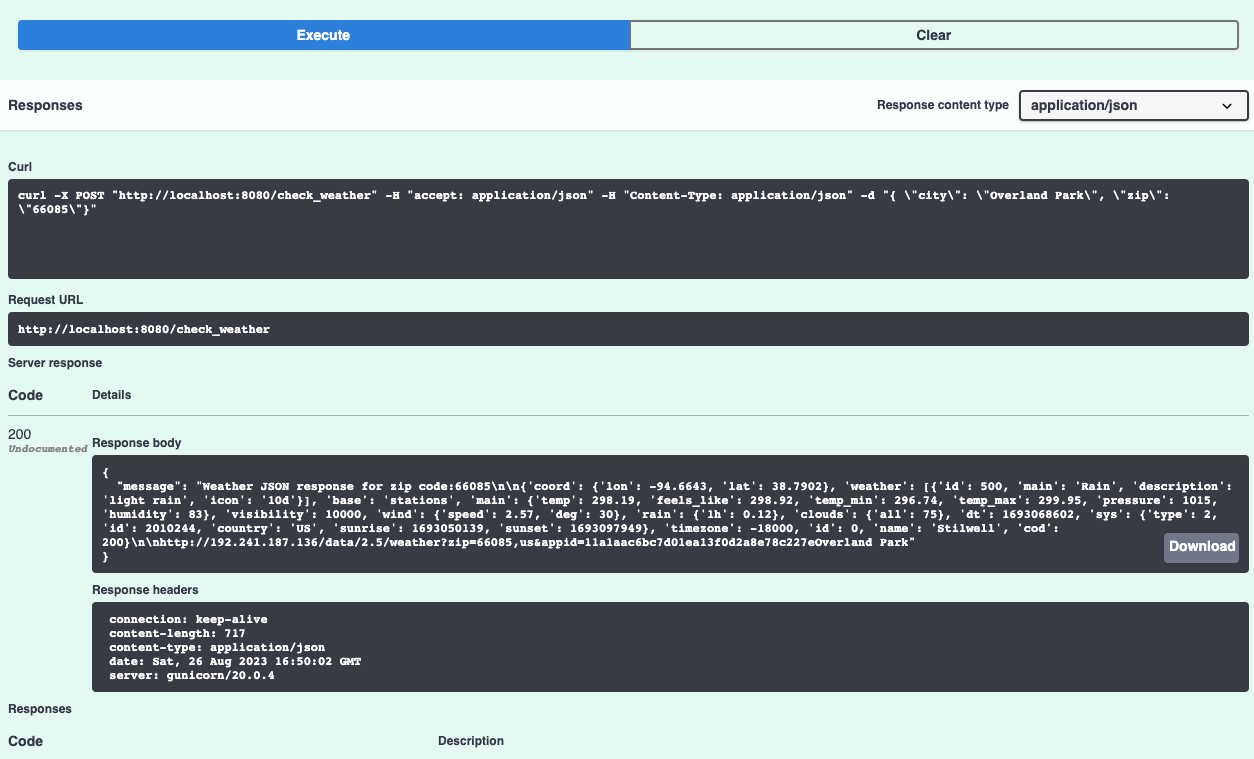 Execute
Clear
Responses
Response content type
application/json
Curl
curl -X POST "http://localhost:8080/check_weather" -H "accept: application/json" -H "Content-Type: application/json" -d "{ \"city\": \"Overland Park\", \"zip\":
\"66085\"}"
Request URL
http://localhost:8080/check_weather
Server response
Code
Details
200
Undocumented
Response body
{
"message": "Weather JSON response for zip code:66085\n\n{'coord': {'lon': -94.6643, 'lat': 38.7902}, 'weather': [{'id': 500, 'main': 'Rain', 'description':
'light rain', 'icon': '10d'}], 'base': 'stations', 'main': {'temp': 298.19, 'feels_like': 298.92, 'temp_min': 296.74, 'temp_max': 299.95, 'pressure': 1015,
'humidity': 83}, 'visibility': 10000, 'wind': {'speed': 2.57, 'deg': 30}, 'rain': {'1h': 0.12}, 'clouds': {'all': 75}, 'dt': 1693068602, 'sys': {'type': 2,
'id': 2010244, 'country': 'US', 'sunrise': 1693050139, 'sunset': 1693097949}, 'timezone': -18000, 'id': 0, 'name': 'Stilwell', 'cod':
200}\n\nhttp://192.241.187.136/data/2.5/weather?zip=66085,us&appid=11a1aac6bc7d01ea13f0d2a8e78c227eOverland Park"
}
Download
Response headers
connection: keep-alive
content-length: 717
content-type: application/json
date: Sat, 26 Aug 2023 16:50:02 GMT
server: gunicorn/20.0.4
Responses
Code
Description